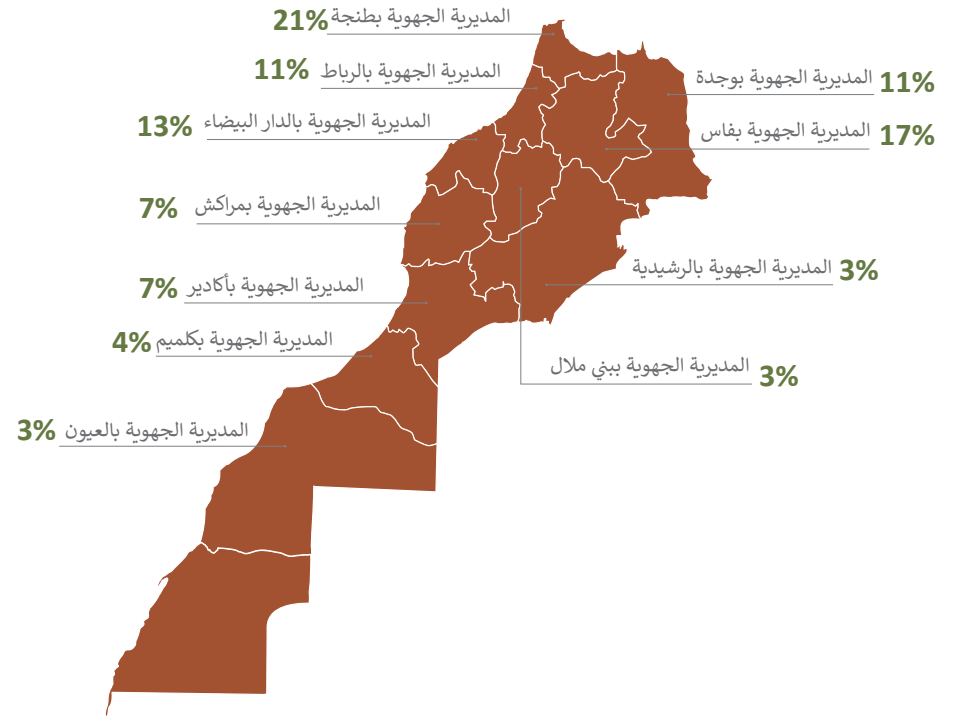 المديرية الجهوية بطنجة 21%
المديرية الجهوية بالرباط 11%
المديرية الجهوية بوجدة 11%
المديرية الجهوية بالدار البيضاء 13%
المديرية الجهوية بفاس 17%
المديرية الجهوية بمراكش 7%
المديرية الجهوية بالرشيدية 3%
المديرية الجهوية بأكادير 7%
المديرية الجهوية بكلميم 4%
المديرية الجهوية ببني ملال 3%
المديرية الجهوية بالعيون 3%